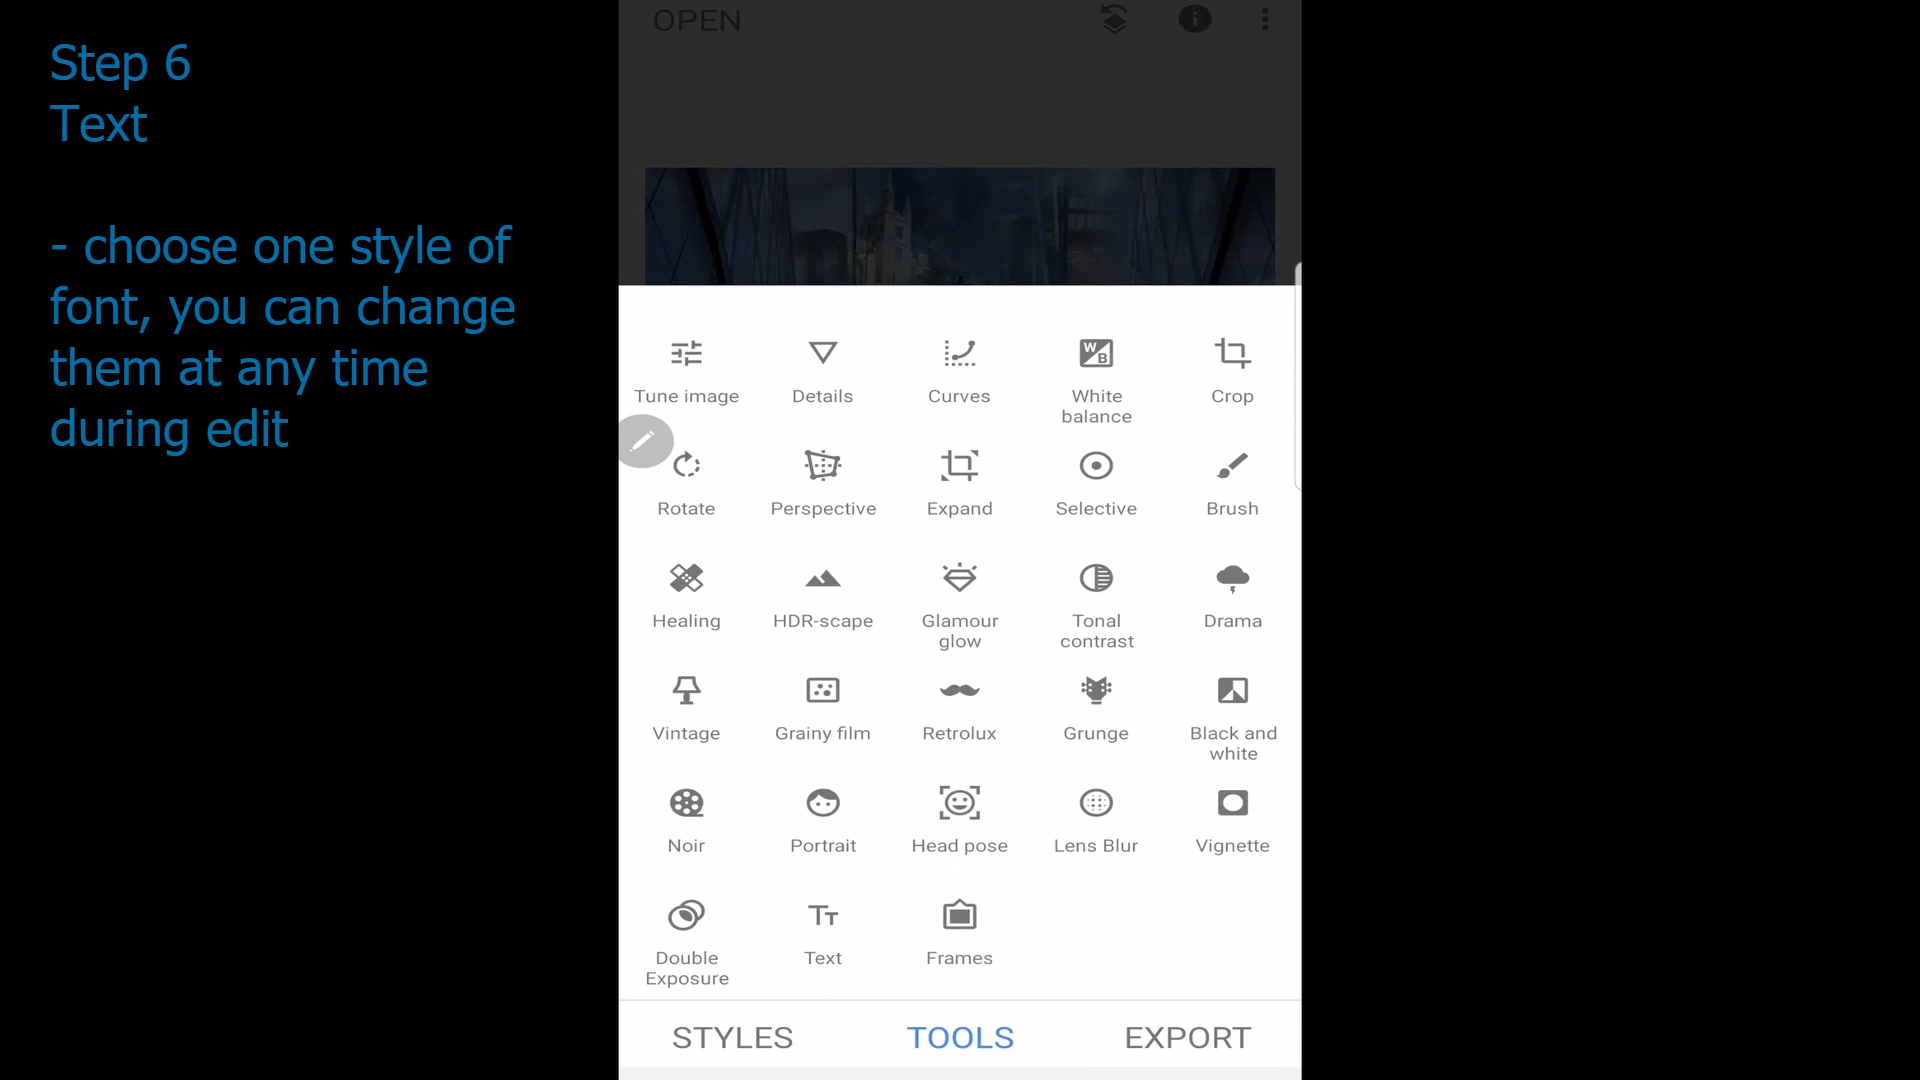 Step 6
Text
- choose one style of
font, you can change
them at any time
during edit
OPEN
Tune image
Details
Curves
WB
White
balance
Crop
Rotate
Perspective
Expand
Selective
Brush
Healing
HDR-scape
Glamour
glow
Tonal
contrast
Drama
Vintage
Grainy film
Retrolux
Grunge
Black and
white
Noir
Portrait
Head pose
Lens Blur
Vignette
Double
Exposure
Tт
Text
Frames
STYLES
TOOLS
EXPORT